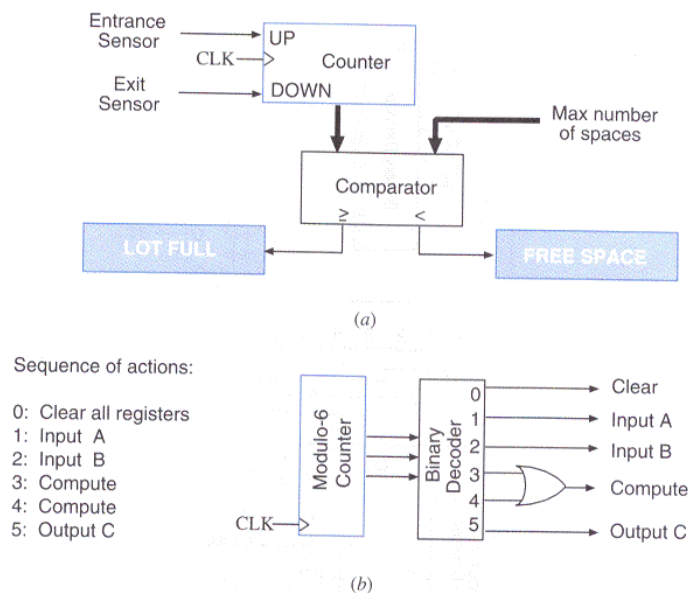 Entrance
Sensor
UP
CLK
Counter
Exit
Sensor
DOWN
Max number
of spaces
Comparator
≥ <
LOT FULL
FREE SPACE
(a)
Sequence of actions:
0: Clear all registers
1: Input A
2: Input B
3: Compute
4: Compute
5: Output C
Modulo-6
Counter
CLK
Binary
Decoder
0
1
2
3
4
5
Clear
Input A
Input B
Compute
Output C
(b)